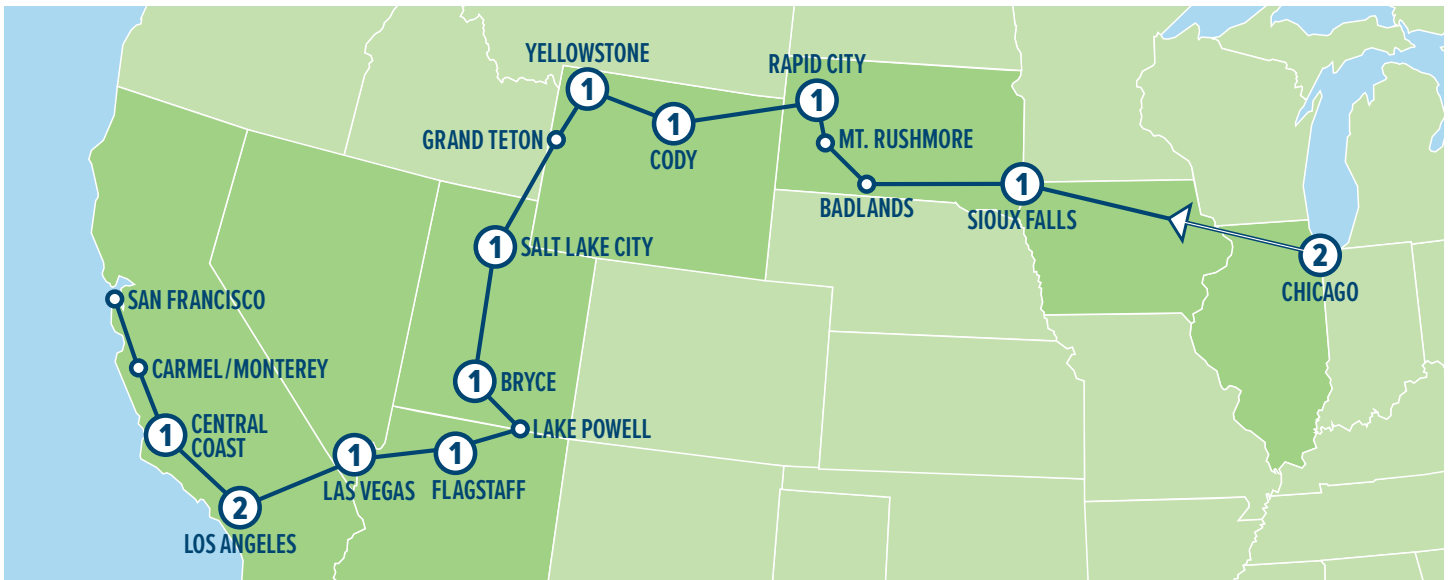 YELLOWSTONE
1
RAPID CITY
1
1
CODY
GRAND TETON
MT. RUSHMORE
BADLANDS
1
SIOUX FALLS
2
CHICAGO
1
SALT LAKE CITY
SAN FRANCISCO
CARMEL/MONTEREY
1
BRYCE
1
CENTRAL
COAST
LAKE POWELL
1
LAS VEGAS
1
FLAGSTAFF
2
LOS ANGELES